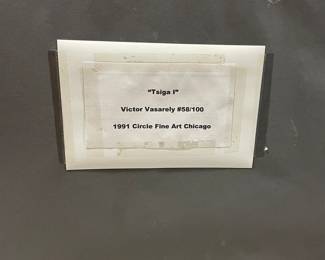 "Tsiga I"
Victor Vasarely #58/100
1991 Circle Fine Art Chicago